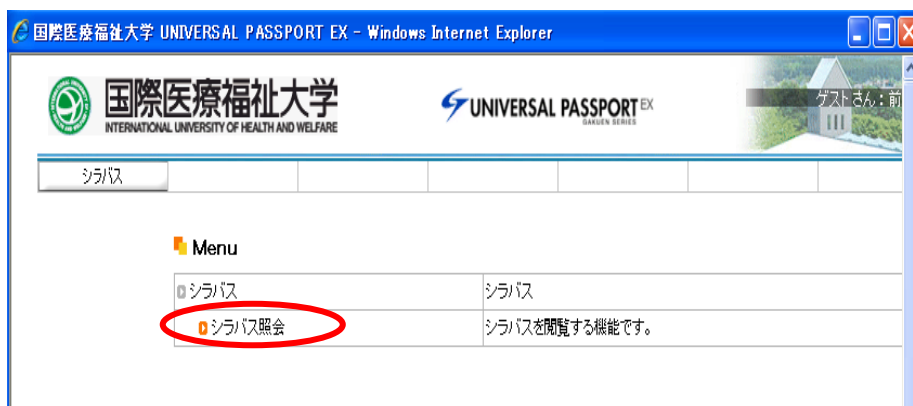 国際医療福祉大学 UNIVERSAL PASSPORT EX - Windows Internet Explorer
国際医療福祉大学
INTERNATIONAL UNIVERSITY OF HEALTH AND WELFARE
UNIVERSAL PASSPORT EX
GAKUEN SERIES
ゲストさん:前
シラバス
Menu
シラバス シラバス
シラバス照会 シラバスを閲覧する機能です。